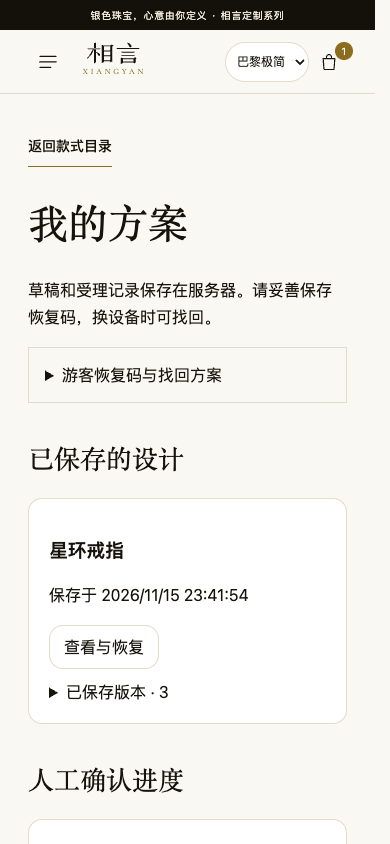 银色珠宝，心意由你定义 · 相言定制系列
相言
XIANGYAN
巴黎极简
1
返回款式目录
我的方案
草稿和受理记录保存在服务器。请妥善保存
恢复码，换设备时可找回。
▶ 游客恢复码与找回方案
已保存的设计
星环戒指
保存于 2026/11/15 23:41:54
查看与恢复
▶ 已保存版本 · 3
人工确认进度